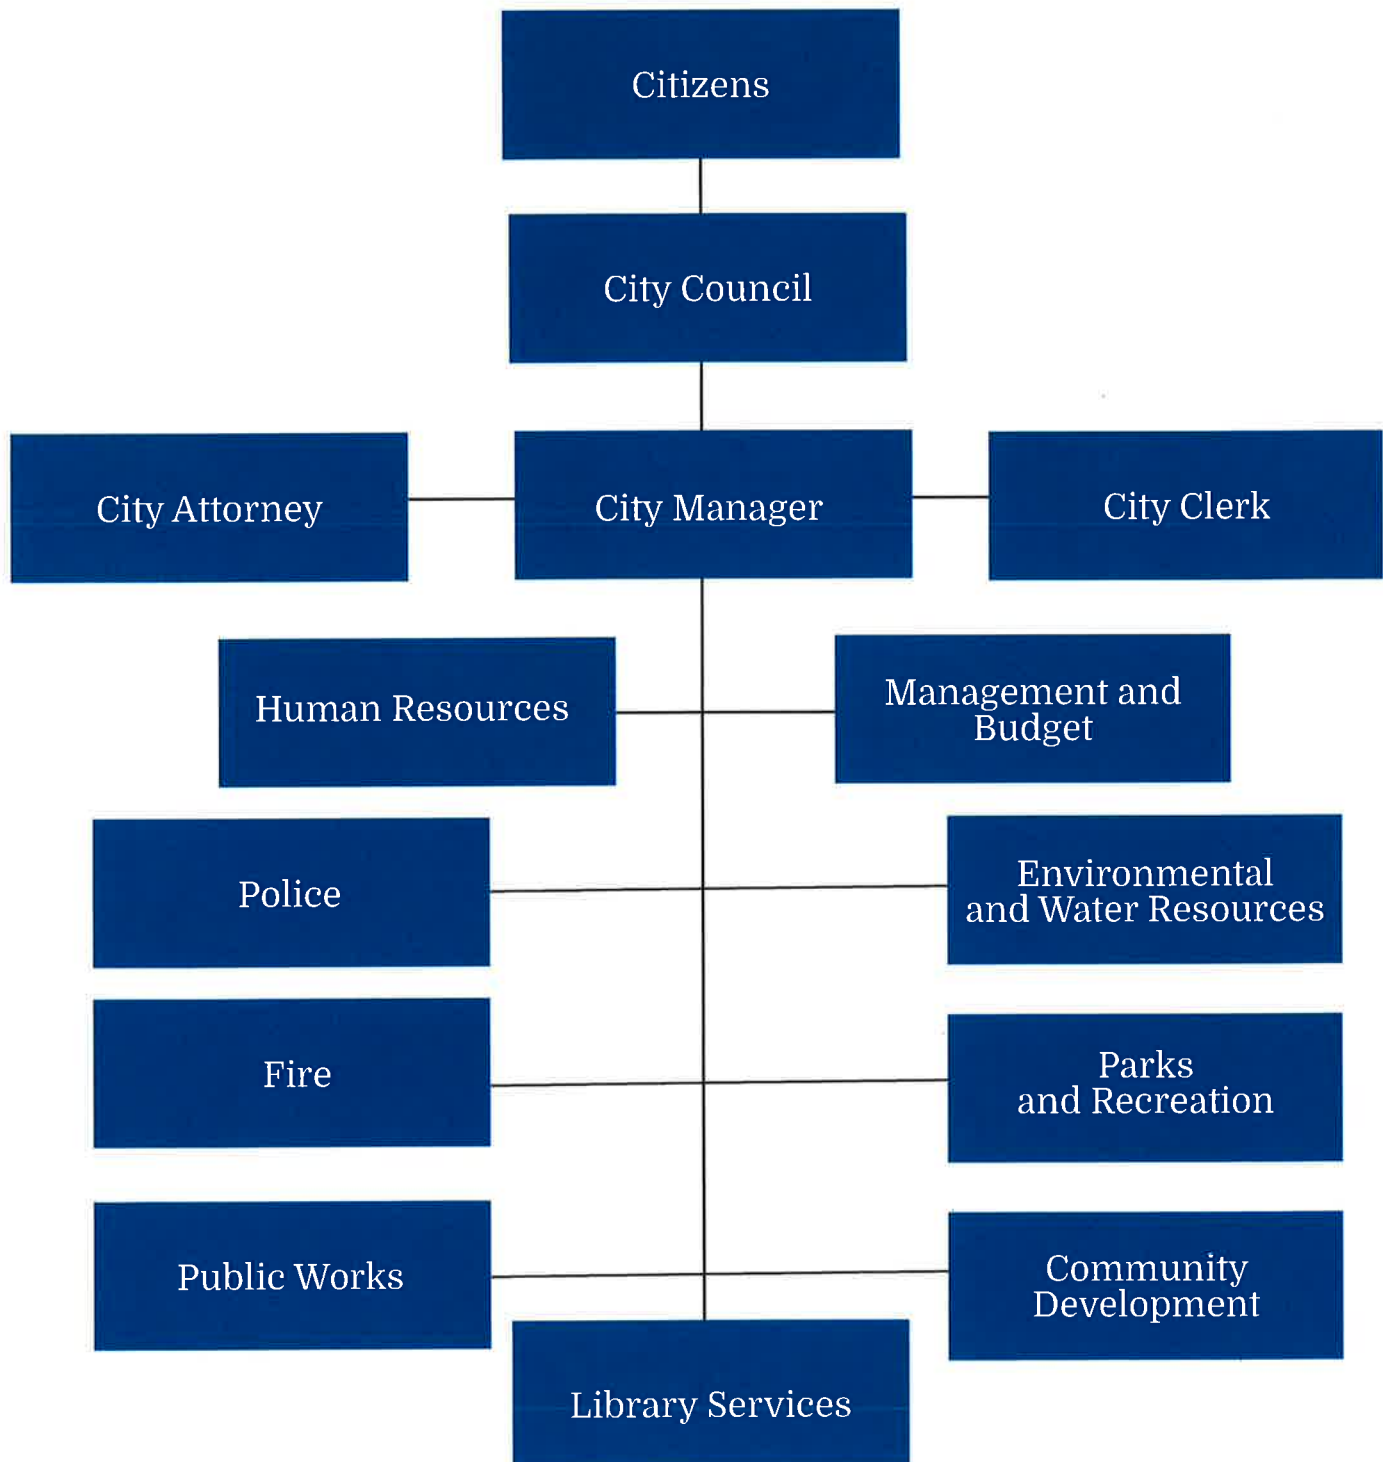 Citizens
City Council
City Attorney
City Manager
City Clerk
Human Resources
Management and
Budget
Police
Environmental
and Water Resources
Fire
Parks
and Recreation
Public Works
Community
Development
Library Services